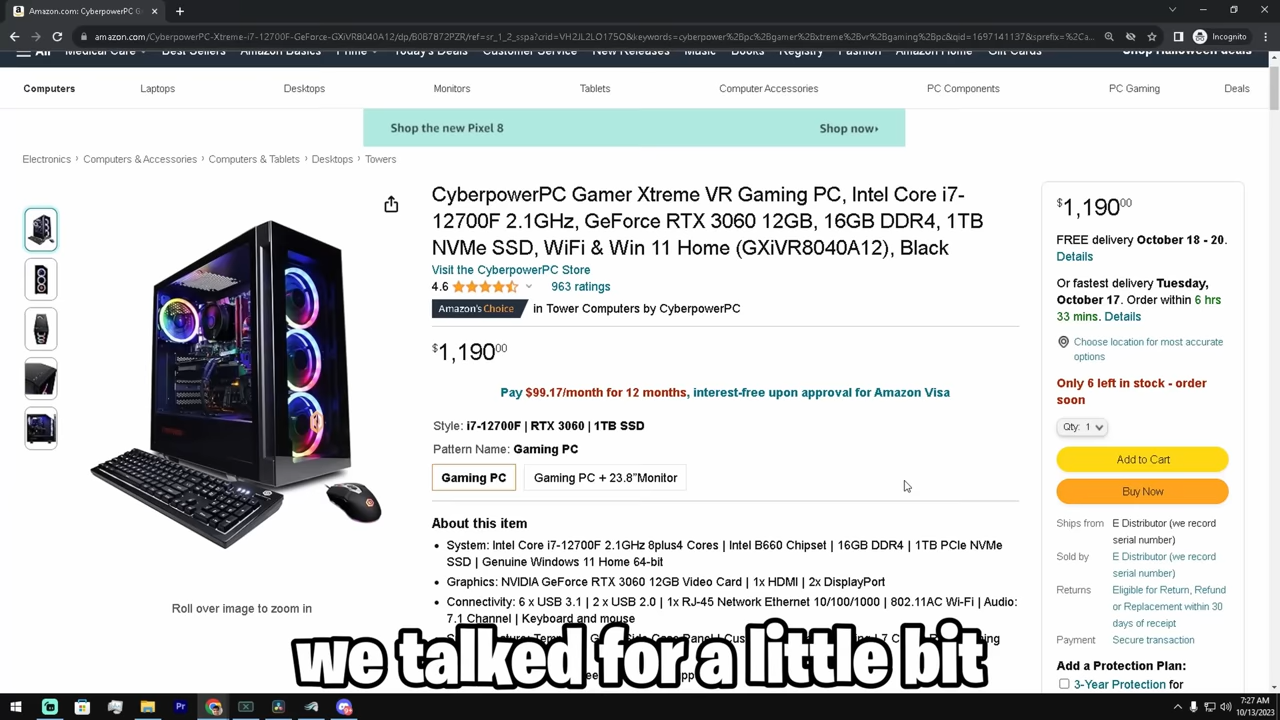 Amazon.com: CyberpowerPC G
amazon.com/CyberpowerPC-Xtreme-i7-12700F-GeForce-GXiVR8040A12/dp/B0B7872PZR/ref=sr_1_2_sspa?crid=VH2JL2LO175O&keywords=cyberpower%2Bpc%2Bgamer%2Bxtreme%2Bvr%2Bgaming%2Bpc&qid=1697141137&sprefix=%2Ca...
Incognito
All Medical Care Best Sellers Amazon Basics Prime Today's Deals Customer Service New Releases Music Books Registry Fashion Amazon Home Gift Cards Shop Halloween deals
Computers Laptops Desktops Monitors Tablets Computer Accessories PC Components PC Gaming Deals
Shop the new Pixel 8 Shop now
Electronics › Computers & Accessories › Computers & Tablets › Desktops › Towers
CyberpowerPC Gamer Xtreme VR Gaming PC, Intel Core i7-
12700F 2.1GHz, GeForce RTX 3060 12GB, 16GB DDR4, 1TB
NVMe SSD, WiFi & Win 11 Home (GXiVR8040A12), Black
Visit the CyberpowerPC Store
4.6 963 ratings
Amazon's Choice in Tower Computers by CyberpowerPC
$1,19000
Pay $99.17/month for 12 months, interest-free upon approval for Amazon Visa
Style: i7-12700F | RTX 3060 | 1TB SSD
Pattern Name: Gaming PC
Gaming PC Gaming PC + 23.8"Monitor
About this item
• System: Intel Core i7-12700F 2.1GHz 8plus4 Cores | Intel B660 Chipset | 16GB DDR4 | 1TB PCIe NVMe
SSD | Genuine Windows 11 Home 64-bit
• Graphics: NVIDIA GeForce RTX 3060 12GB Video Card | 1x HDMI | 2x DisplayPort
• Connectivity: 6 x USB 3.1 | 2 x USB 2.0 | 1x RJ-45 Network Ethernet 10/100/1000 | 802.11AC Wi-Fi | Audio:
7.1 Channel | Keyboard and mouse
Roll over image to zoom in
$1,19000
FREE delivery October 18 - 20.
Details
Or fastest delivery Tuesday,
October 17. Order within 6 hrs
33 mins. Details
Choose location for most accurate
options
Only 6 left in stock - order
soon
Qty: 1
Add to Cart
Buy Now
Ships from E Distributor (we record
serial number)
Sold by E Distributor (we record
serial number)
Returns Eligible for Return, Refund
or Replacement within 30
days of receipt
Payment Secure transaction
Add a Protection Plan:
3-Year Protection for
we talked for a little bit
Pr
7:27 AM
10/13/2023